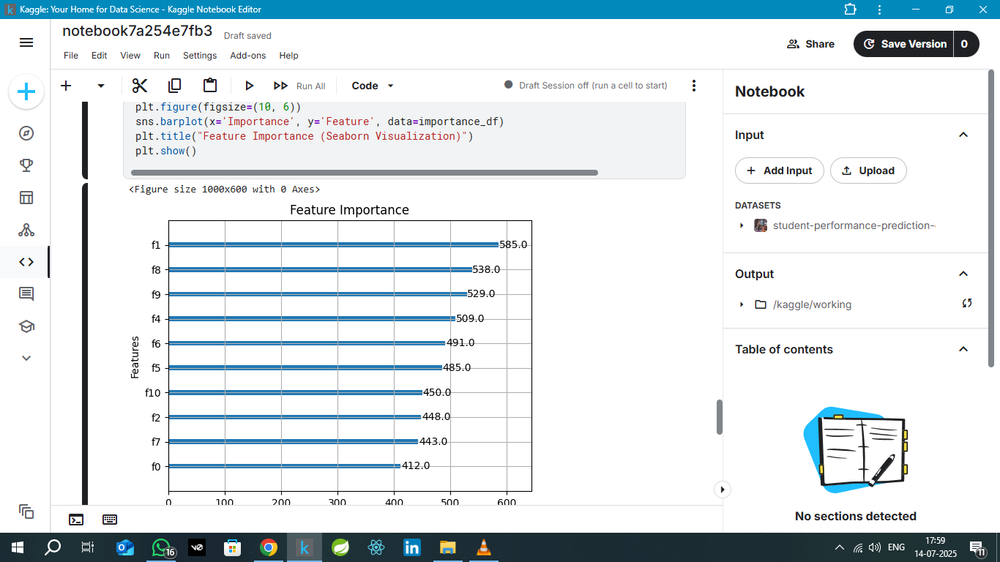 Kaggle: Your Home for Data Science - Kaggle Notebook Editor
notebook7a254e7fb3
Draft saved
File Edit View Run Settings Add-ons Help
Share
Save Version
0
Run All
Code
Draft Session off (run a cell to start)
plt.figure(figsize=(10, 6))
sns.barplot(x='Importance', y='Feature', data=importance_df)
plt.title("Feature Importance (Seaborn Visualization)")
plt.show()
<Figure size 1000x600 with 0 Axes>
Feature Importance
Features
f1 585.0
f8 538.0
f9 529.0
f4 509.0
f6 491.0
f5 485.0
f10 450.0
f2 448.0
f7 443.0
f0 412.0
0 100 200 300 400 500 600
Notebook
Input
Add Input
Upload
DATASETS
student-performance-prediction-
Output
/kaggle/working
Table of contents
No sections detected
16
v0
in
ENG
17:59
14-07-2025
11